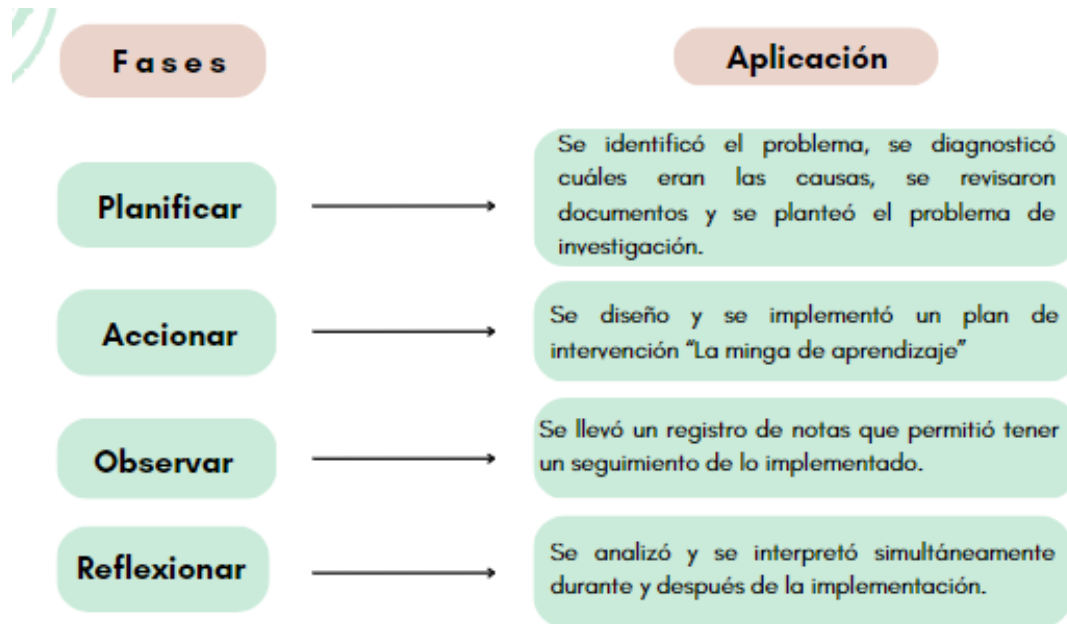 Fases
Aplicación
Planificar
Se identificó el problema, se diagnosticó
cuáles eran las causas, se revisaron
documentos y se planteó el problema de
investigación.
Accionar
Se diseño y se implementó un plan de
intervención “La minga de aprendizaje”
Observar
Se llevó un registro de notas que permitió tener
un seguimiento de lo implementado.
Reflexionar
Se analizó y se interpretó simultáneamente
durante y después de la implementación.